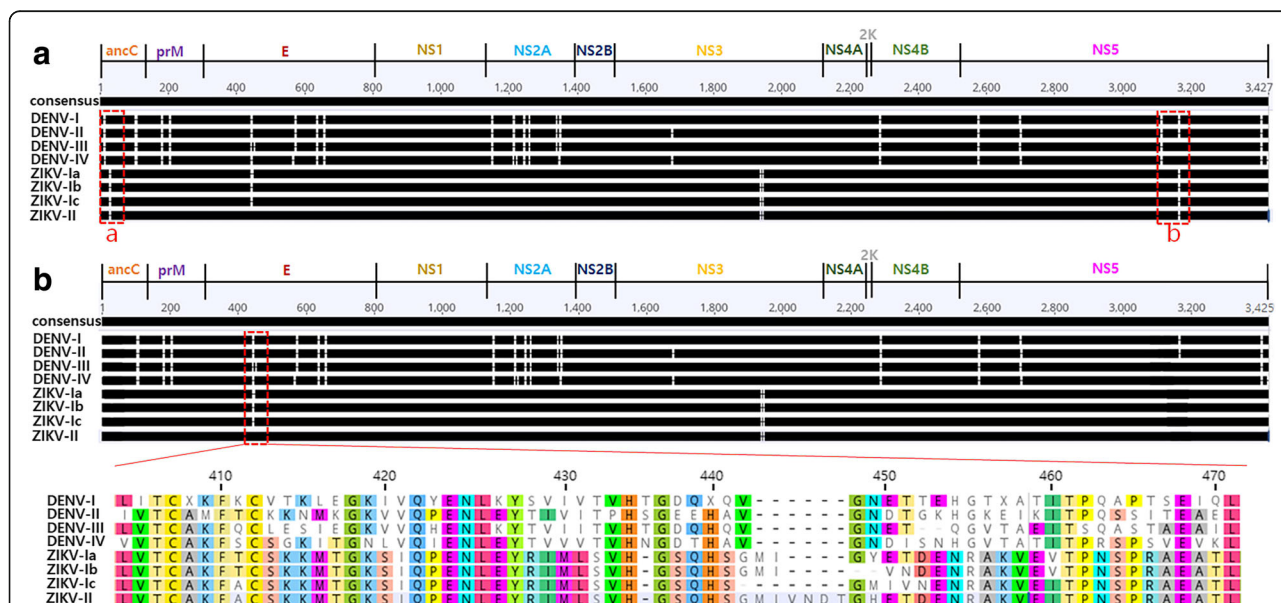 a
ancC prM E NS1 NS2A NS2B NS3 NS4A 2K NS4B NS5
1 200 400 600 800 1,000 1,200 1,400 1,600 1,800 2,000 2,200 2,400 2,600 2,800 3,000 3,200 3,427
consensus
DENV-I
DENV-II
DENV-III
DENV-IV
ZIKV-Ia
ZIKV-Ib
ZIKV-Ic
ZIKV-II
a b
b
ancC prM E NS1 NS2A NS2B NS3 NS4A 2K NS4B NS5
1 200 400 600 800 1,000 1,200 1,400 1,600 1,800 2,000 2,200 2,400 2,600 2,800 3,000 3,200 3,425
consensus
DENV-I
DENV-II
DENV-III
DENV-IV
ZIKV-Ia
ZIKV-Ib
ZIKV-Ic
ZIKV-II
410 420 430 440 450 460 470
DENV-I L I T C X K F K C V T K L E G K I V Q Y E N L K Y S V I V T V H T G D Q X Q V - - - - - - G N E T T E H G T X A T I T P Q A P T S E I Q L
DENV-II I V T C A M F T C K K N M K G K V V Q P E N L E Y T I V I T P H S G E E H A V - - - - - - G N D T G K H G K E I K I T P Q S S I T E A E L
DENV-III L V T C A K F Q C L E S I E G K V V Q H E N L K Y T V I I T V H T G D Q H Q V - - - - - - G N E T - - Q G V T A E I T S Q A S T A E A I L
DENV-IV V V T C A K F S C S G K I T G N L V Q I E N L E Y T V V V T V H N G D T H A V - - - - - - G N D - S N H G V T A
ZIKV-Ia L V T C A K F T C S K K M T G K S I Q P E N L E Y R I M L S V H - G S Q H S G M I - - - - G Y E T D E N R A K V E V T P N S P R A E A T L
ZIKV-Ib L V T C A K F T C S K K M T G K S I Q P E N L E Y R I M L S V H - G S Q H S G M I
ZIKV-Ic L V T C A K F
ZIKV-II L V T C A K F A C S K K M T G K S I Q P E N L E Y R I M L S V H - G S Q H S G M I V N D T G H E T D E N R A K V E I T P N S P R A E A T L